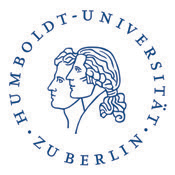 HUMBOLDT-UNIVERSITÄT
· ZU BERLIN ·